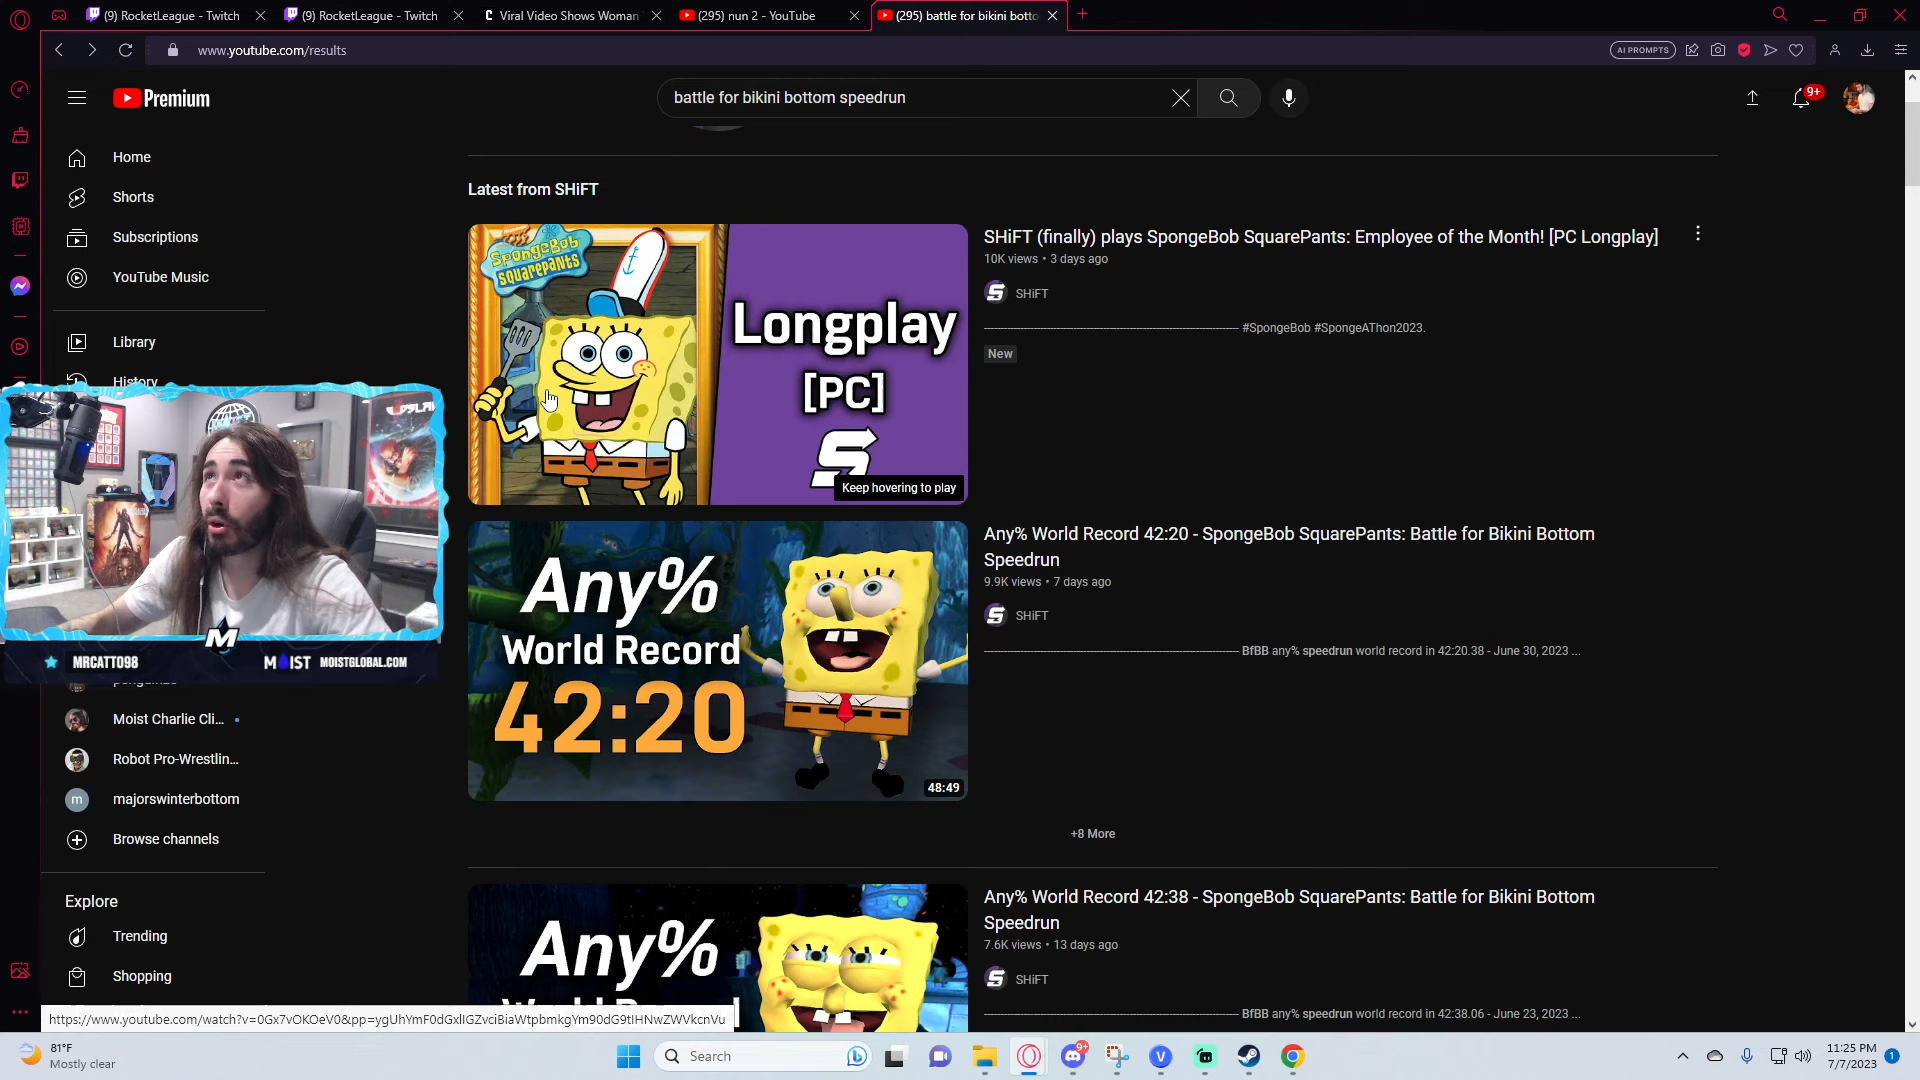 (9) RocketLeague - Twitch
(9) RocketLeague - Twitch
Viral Video Shows Woman
(295) nun 2 - YouTube
(295) battle for bikini botto
www.youtube.com/results
AI PROMPTS
Premium
battle for bikini bottom speedrun
9+
Home
Shorts
Subscriptions
YouTube Music
Library
History
Latest from SHiFT
SpongeBob
SQUAREPANTS
Longplay
[PC]
Keep hovering to play
SHiFT (finally) plays SpongeBob SquarePants: Employee of the Month! [PC Longplay]
10K views • 3 days ago
SHiFT
#SpongeBob #SpongeAThon2023.
New
Any%
World Record
42:20
48:49
Any% World Record 42:20 - SpongeBob SquarePants: Battle for Bikini Bottom
Speedrun
9.9K views • 7 days ago
SHiFT
BfBB any% speedrun world record in 42:20.38 - June 30, 2023 ...
+8 More
MRCATTO98
M
MOIST
MOISTGLOBAL.COM
Moist Charlie Cli...
Robot Pro-Wrestlin...
m
majorswinterbottom
Browse channels
Explore
Trending
Shopping
Any%
World Record
Any% World Record 42:38 - SpongeBob SquarePants: Battle for Bikini Bottom
Speedrun
7.6K views • 13 days ago
SHiFT
BfBB any% speedrun world record in 42:38.06 - June 23, 2023 ...
https://www.youtube.com/watch?v=0Gx7vOKOeV0&pp=ygUhYmF0dGxlIGZvciBiaWtpbmkgYm90dG9tIHNwZWVkcnVu
81°F
Mostly clear
Search
9+
V
11:25 PM
7/7/2023
1